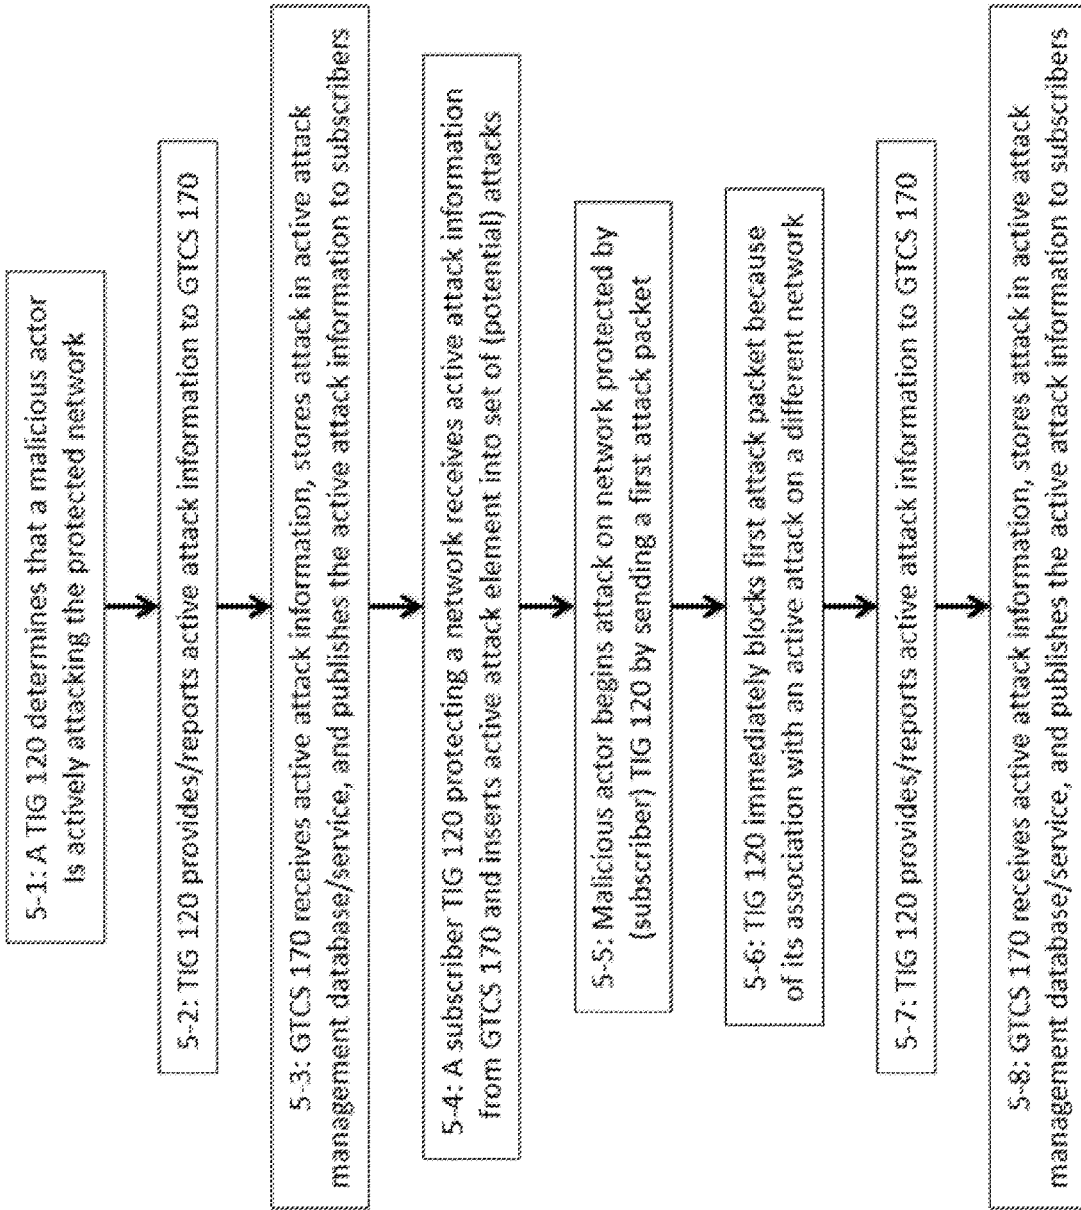 5-1: A TIG 120 determines that a malicious actor
is actively attacking the protected network
5-2: TIG 120 provides/reports active attack information to GTCS 170
5-3: GTCS 170 receives active attack information, stores attack in active attack
management database/service, and publishes the active attack information to subscribers
5-4: A subscriber TIG 120 protecting a network receives active attack information
from GTCS 170 and inserts active attack element into set of (potential) attacks
5-5: Malicious actor begins attack on network protected by
(subscriber) TIG 120 by sending a first attack packet
5-6: TIG 120 immediately blocks first attack packet because
of its association with an active attack on a different network
5-7: TIG 120 provides/reports active attack information to GTCS 170
5-8: GTCS 170 receives active attack information, stores attack in active attack
management database/service, and publishes the active attack information to subscribers